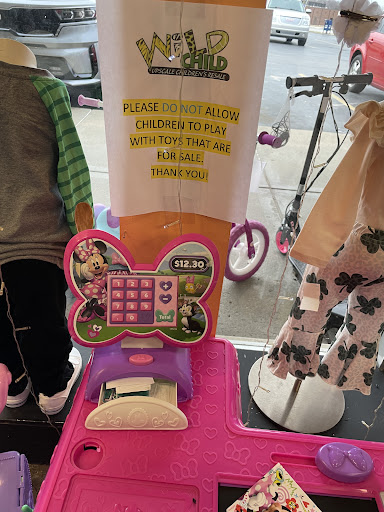 WILD
CHILD
UPSCALE CHILDREN'S RESALE
PLEASE DO NOT ALLOW
CHILDREN TO PLAY
WITH TOYS THAT ARE
FOR SALE.
THANK YOU!
$12.30
Total